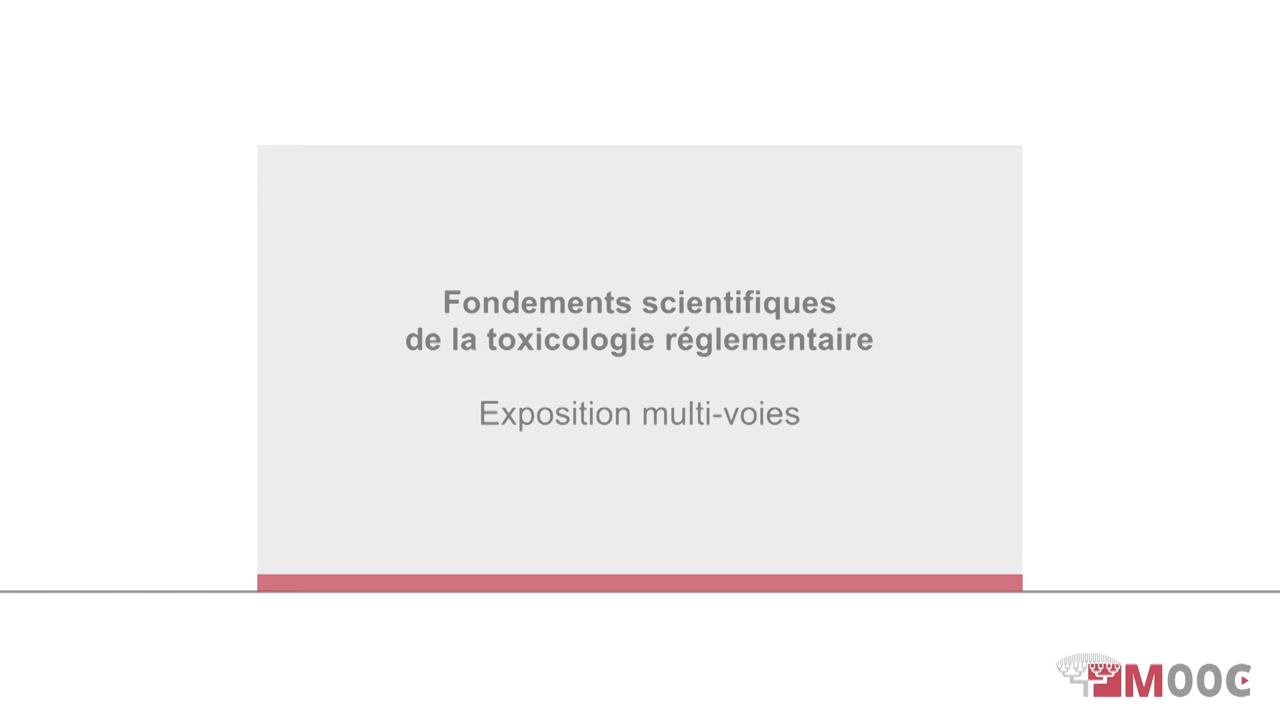 Fondements scientifiques
de la toxicologie réglementaire
Exposition multi-voies
MOOC